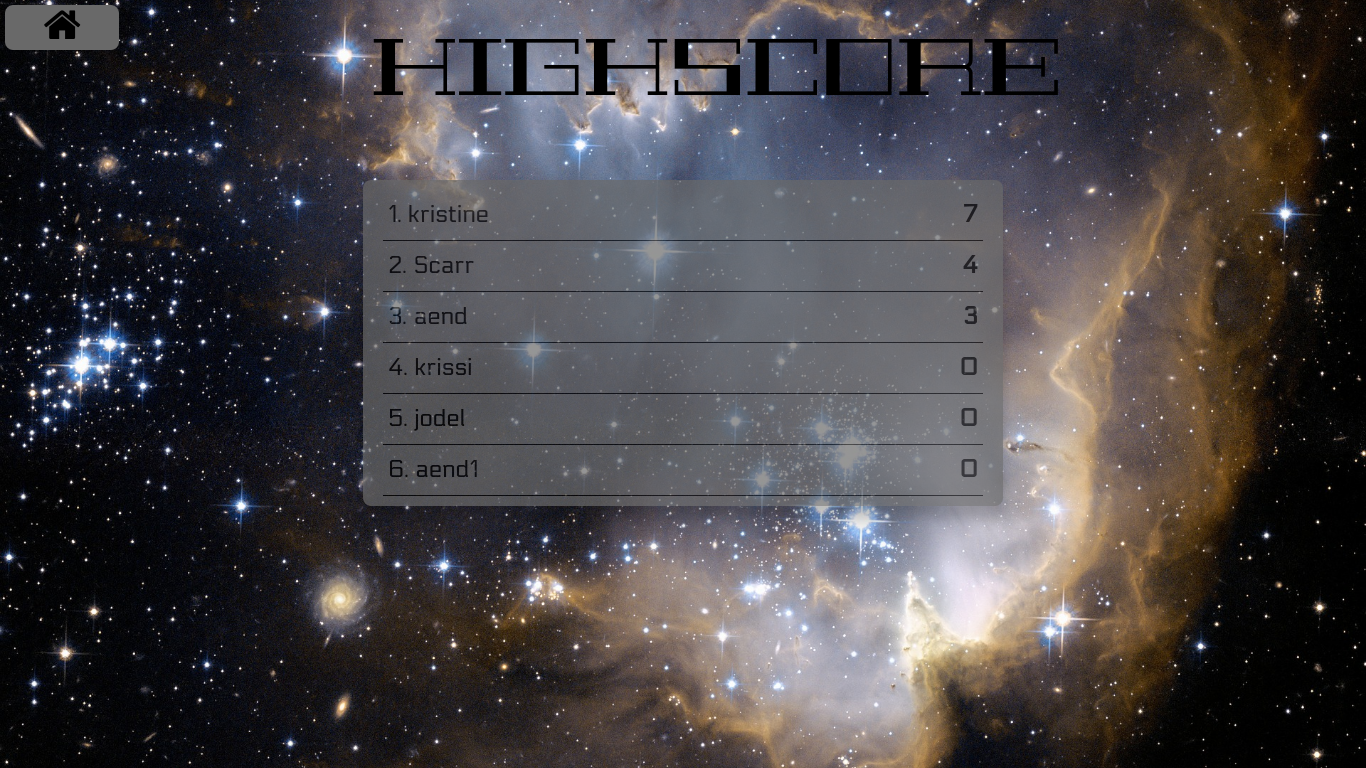 HIGHSCORE
1. kristine 7
2. Scarr 4
3. aend 3
4. krissi 0
5. jodel 0
6. aend1 0